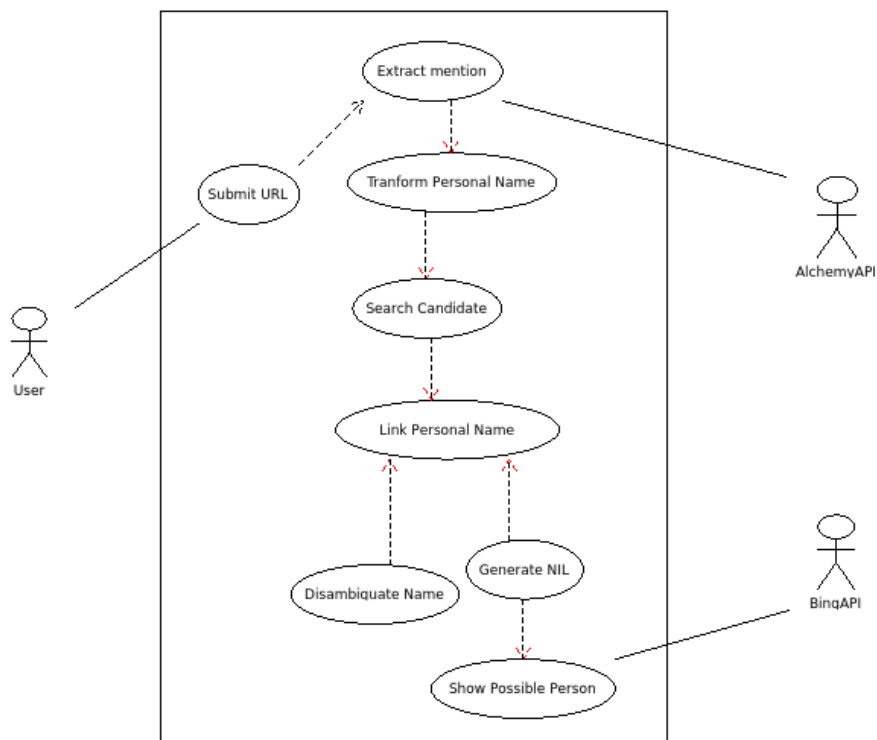 Extract mention
Tranform Personal Name
Submit URL
AlchemyAPI
Search Candidate
User
Link Personal Name
Generate NIL
Disambiguate Name
BingAPI
Show Possible Person